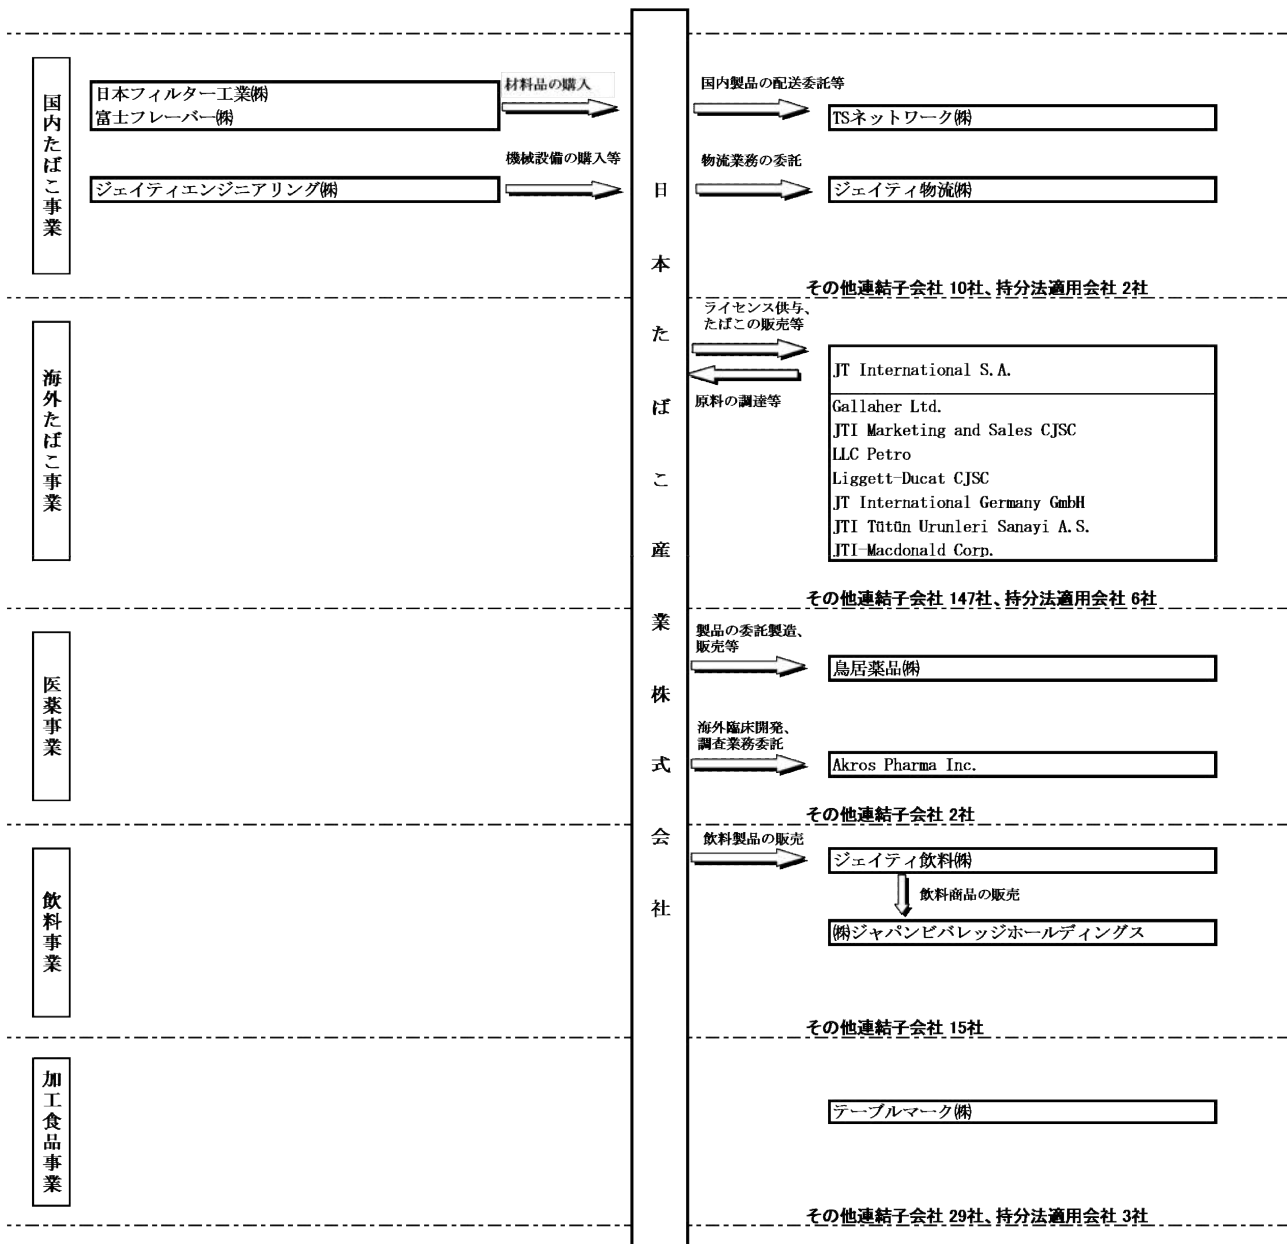 日本たばこ産業株式会社
国内たばこ事業
日本フィルター工業㈱
富士フレーバー㈱
材料品の購入
国内製品の配送委託等
TSネットワーク㈱
機械設備の購入等
ジェイティエンジニアリング㈱
物流業務の委託
ジェイティ物流㈱
その他連結子会社 10社、持分法適用会社 2社
海外たばこ事業
ライセンス供与、
たばこの販売等
原料の調達等
JT International S.A.
Gallaher Ltd.
JTI Marketing and Sales CJSC
LLC Petro
Liggett-Ducat CJSC
JT International Germany GmbH
JTI Tütün Urunleri Sanayi A.S.
JTI-Macdonald Corp.
その他連結子会社 147社、持分法適用会社 6社
医薬事業
製品の委託製造、
販売等
鳥居薬品㈱
海外臨床開発、
調査業務委託
Akros Pharma Inc.
その他連結子会社 2社
飲料事業
飲料製品の販売
ジェイティ飲料㈱
飲料商品の販売
㈱ジャパンビバレッジホールディングス
その他連結子会社 15社
加工食品事業
テーブルマーク㈱
その他連結子会社 29社、持分法適用会社 3社